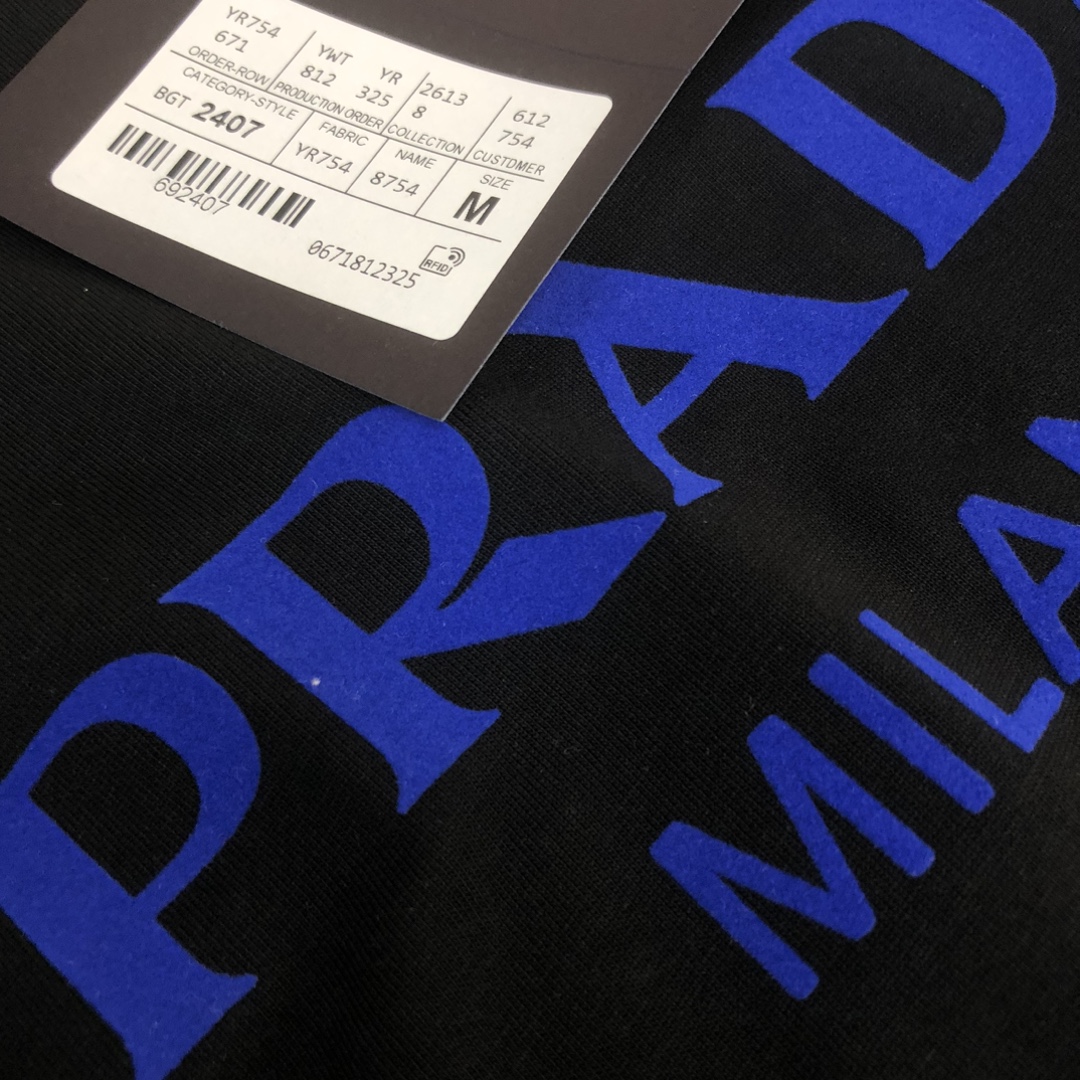 YR754 YWT YR 2613 612
671 812 325 8 754
ORDER-ROW PRODUCTION ORDER COLLECTION CUSTOMER
CATEGORY-STYLE FABRIC NAME SIZE
BGT 2407 YR754 8754 M
692407
0671812325 RFID
PRAD
MILA